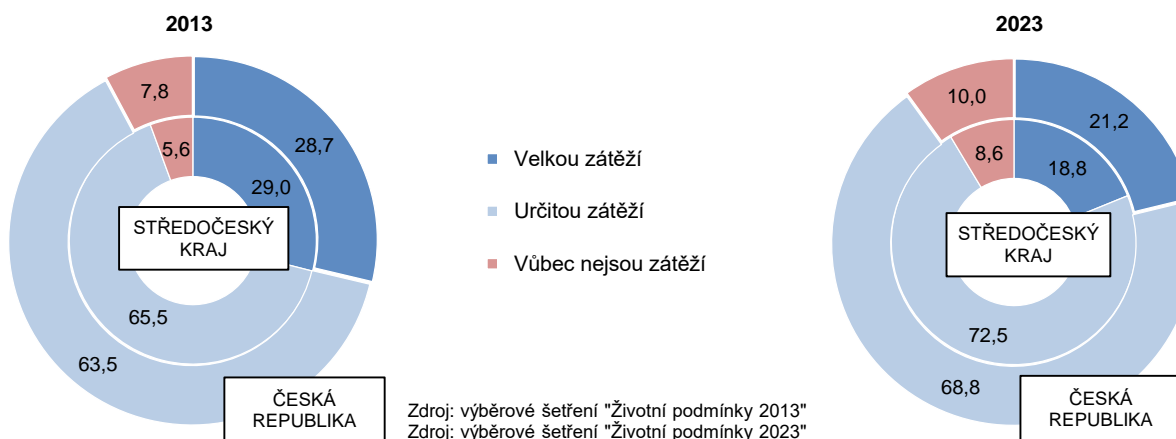 2013
7,8
28,7
5,6
29,0
STŘEDOČESKÝ
KRAJ
65,5
63,5
ČESKÁ
REPUBLIKA
Velkou zátěží
Určitou zátěží
Vůbec nejsou zátěží
2023
10,0
21,2
8,6
18,8
STŘEDOČESKÝ
KRAJ
72,5
68,8
ČESKÁ
REPUBLIKA
Zdroj: výběrové šetření "Životní podmínky 2013"
Zdroj: výběrové šetření "Životní podmínky 2023"